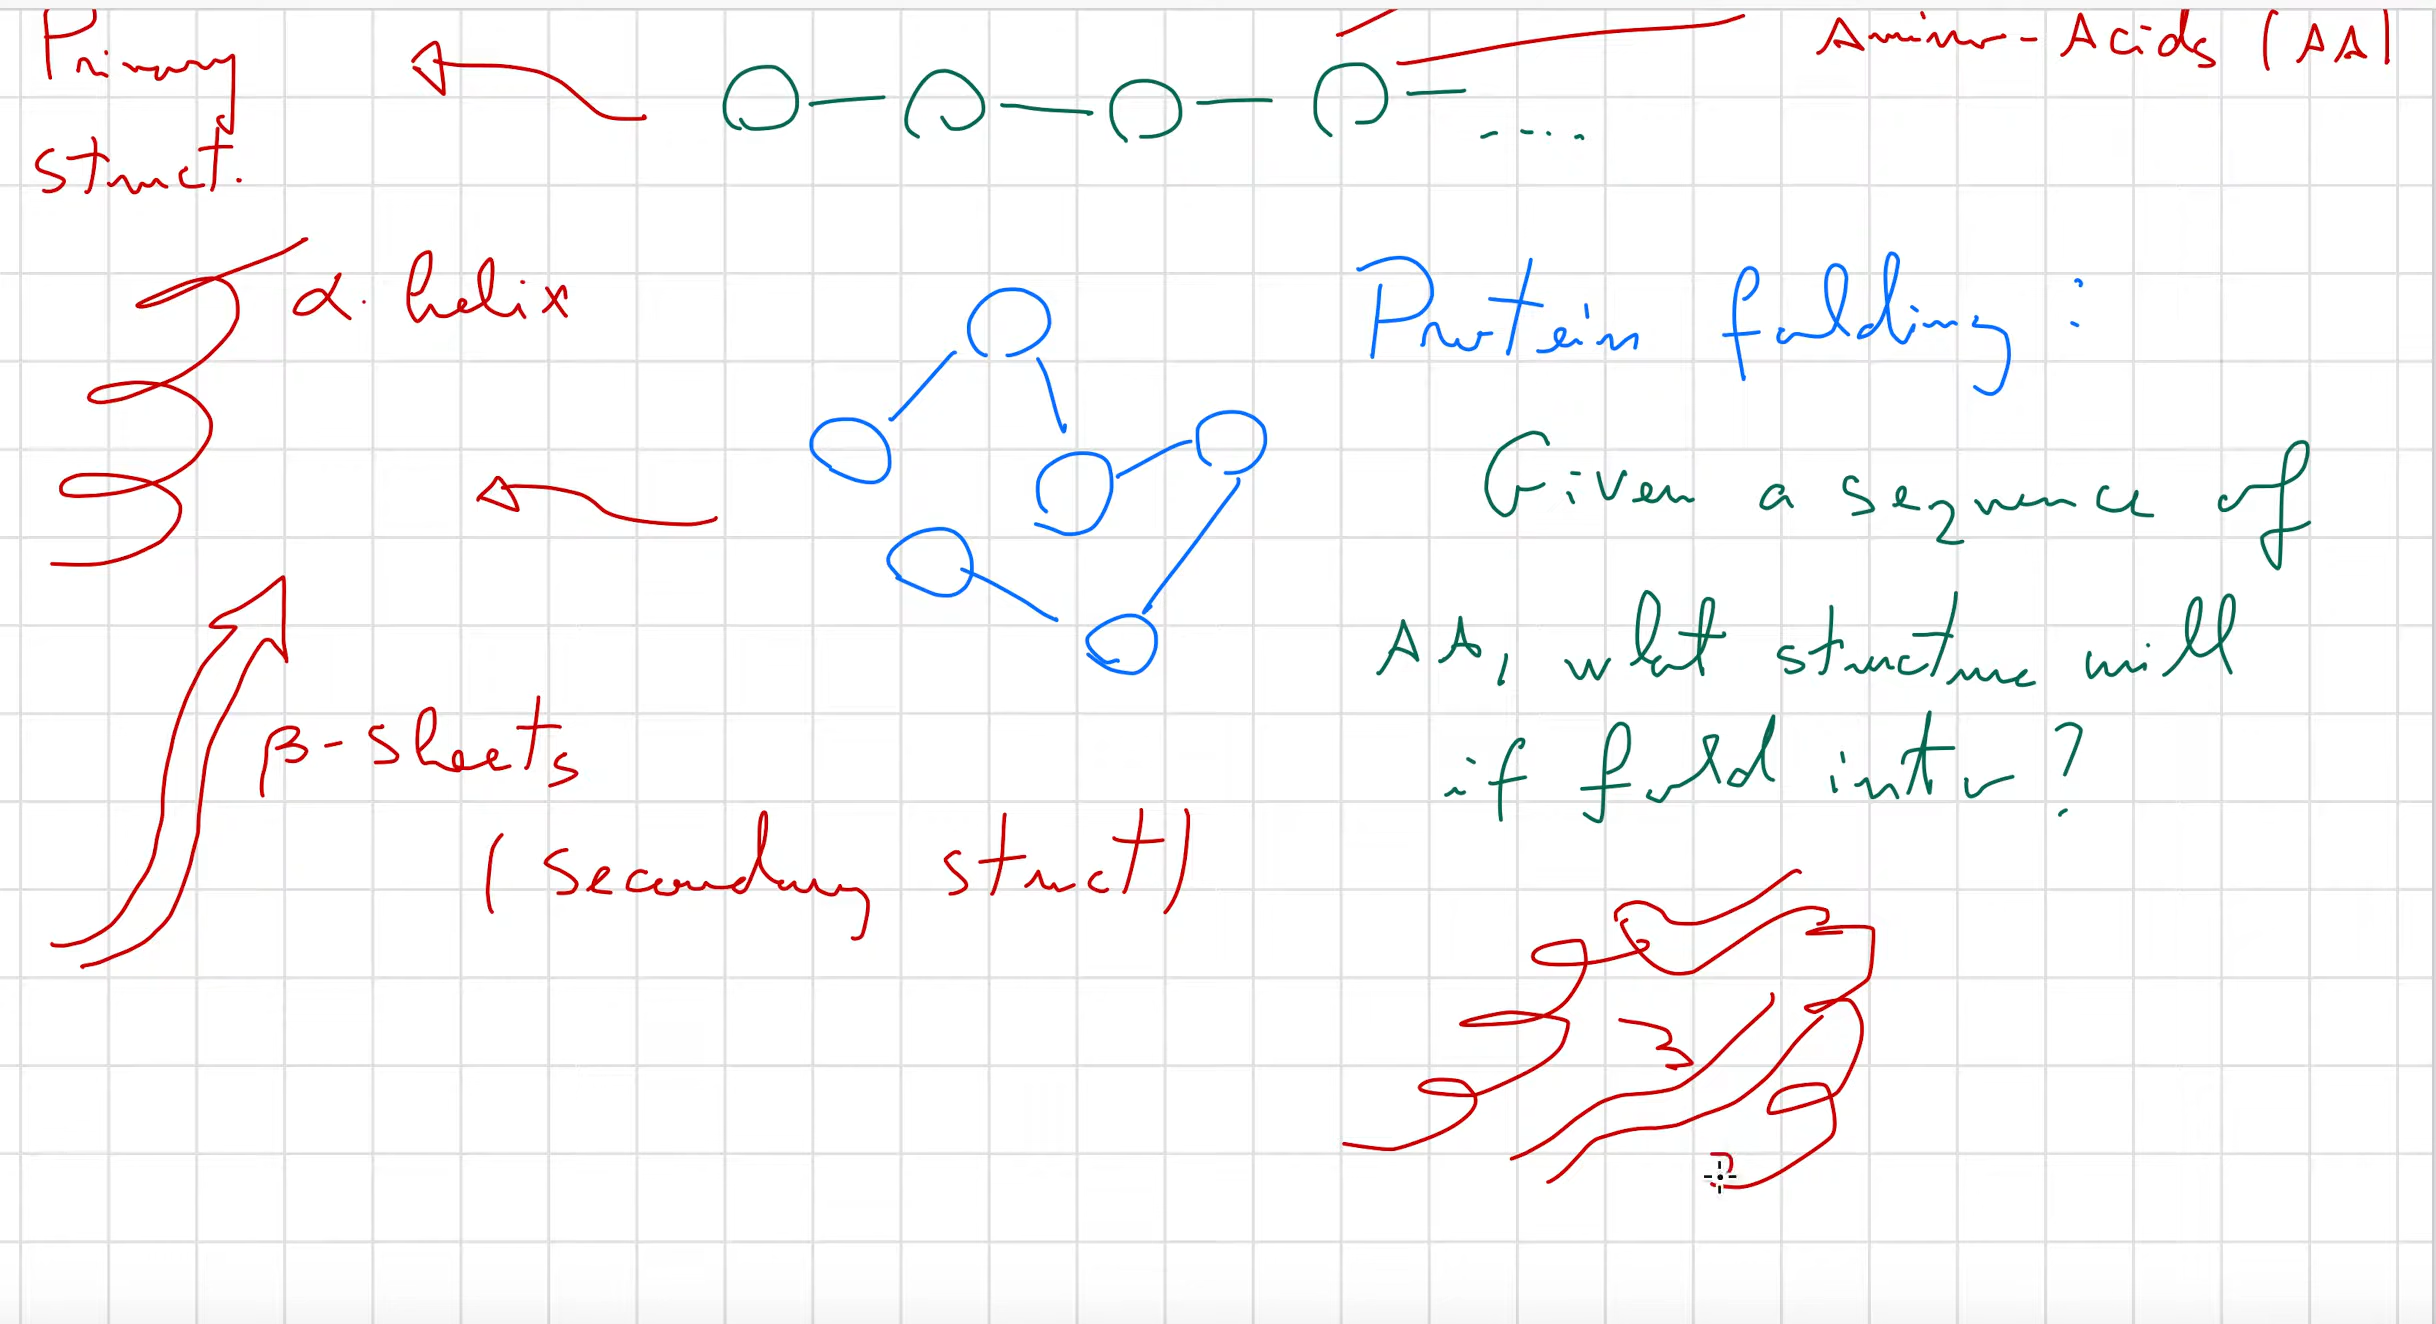 Primary
struct.
Amino-Acids (AA)
α-helix
Protein folding:
Given a sequence of
AA, what structure will
it fold into?
β-sheets
(Secondary struct)